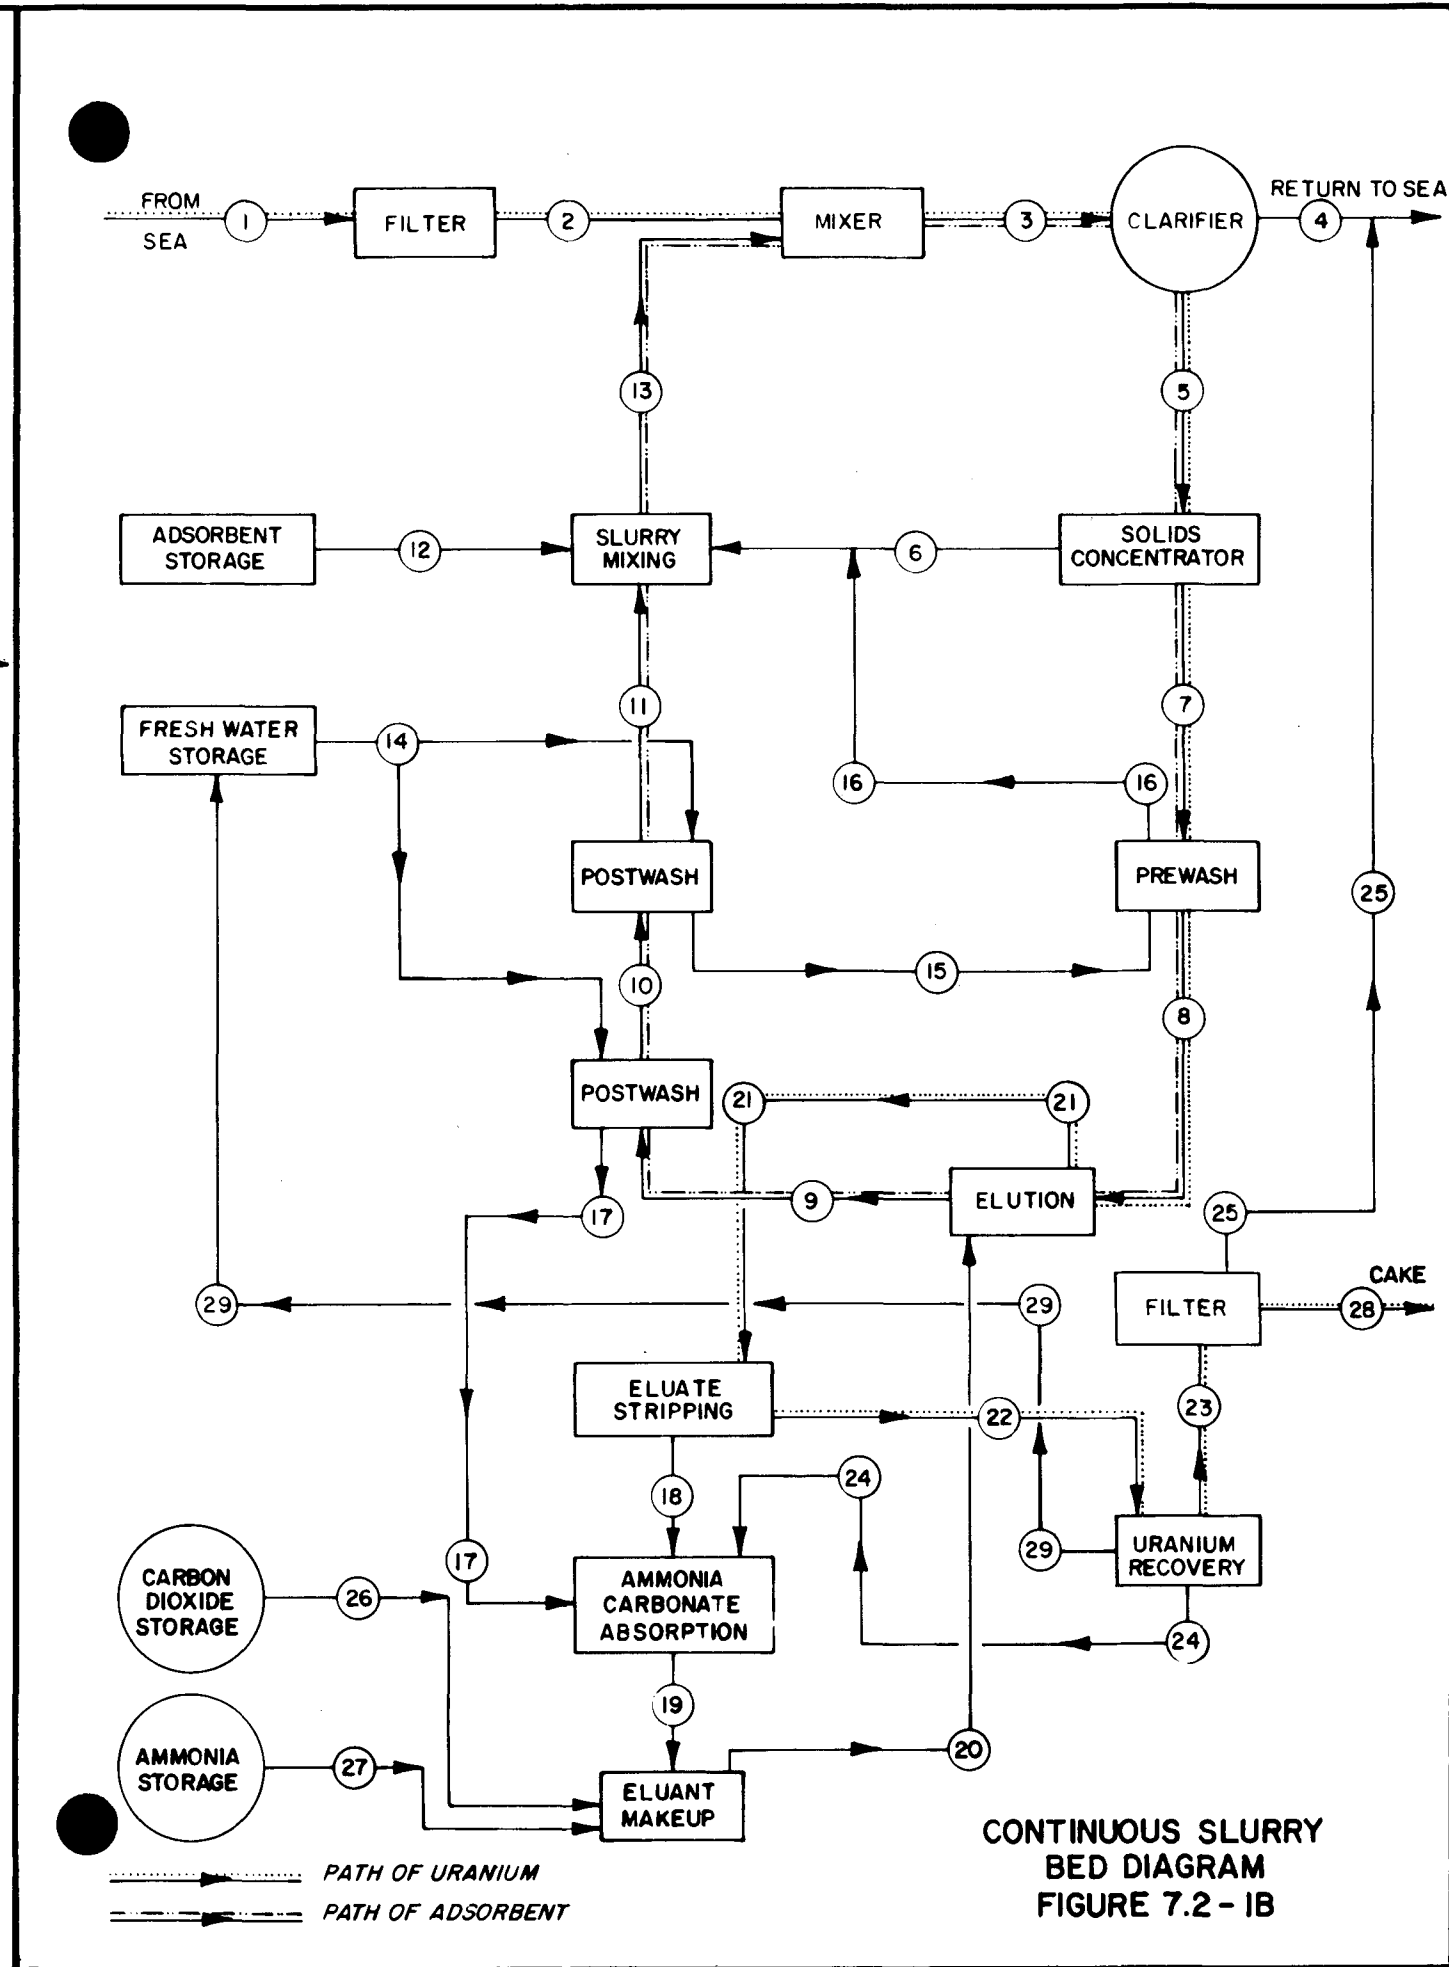 FROM
SEA
1
FILTER
2
MIXER
3
CLARIFIER
RETURN TO SEA
4
13
5
ADSORBENT
STORAGE
12
SLURRY
MIXING
6
SOLIDS
CONCENTRATOR
11
7
FRESH WATER
STORAGE
14
16
16
POSTWASH
PREWASH
25
15
10
8
POSTWASH
21
21
9
ELUTION
17
25
29
29
FILTER
CAKE
28
ELUATE
STRIPPING
22
23
18
24
17
29
URANIUM
RECOVERY
CARBON
DIOXIDE
STORAGE
26
AMMONIA
CARBONATE
ABSORPTION
24
19
20
AMMONIA
STORAGE
27
ELUANT
MAKEUP
CONTINUOUS SLURRY
BED DIAGRAM
FIGURE 7.2-1B
PATH OF URANIUM
PATH OF ADSORBENT